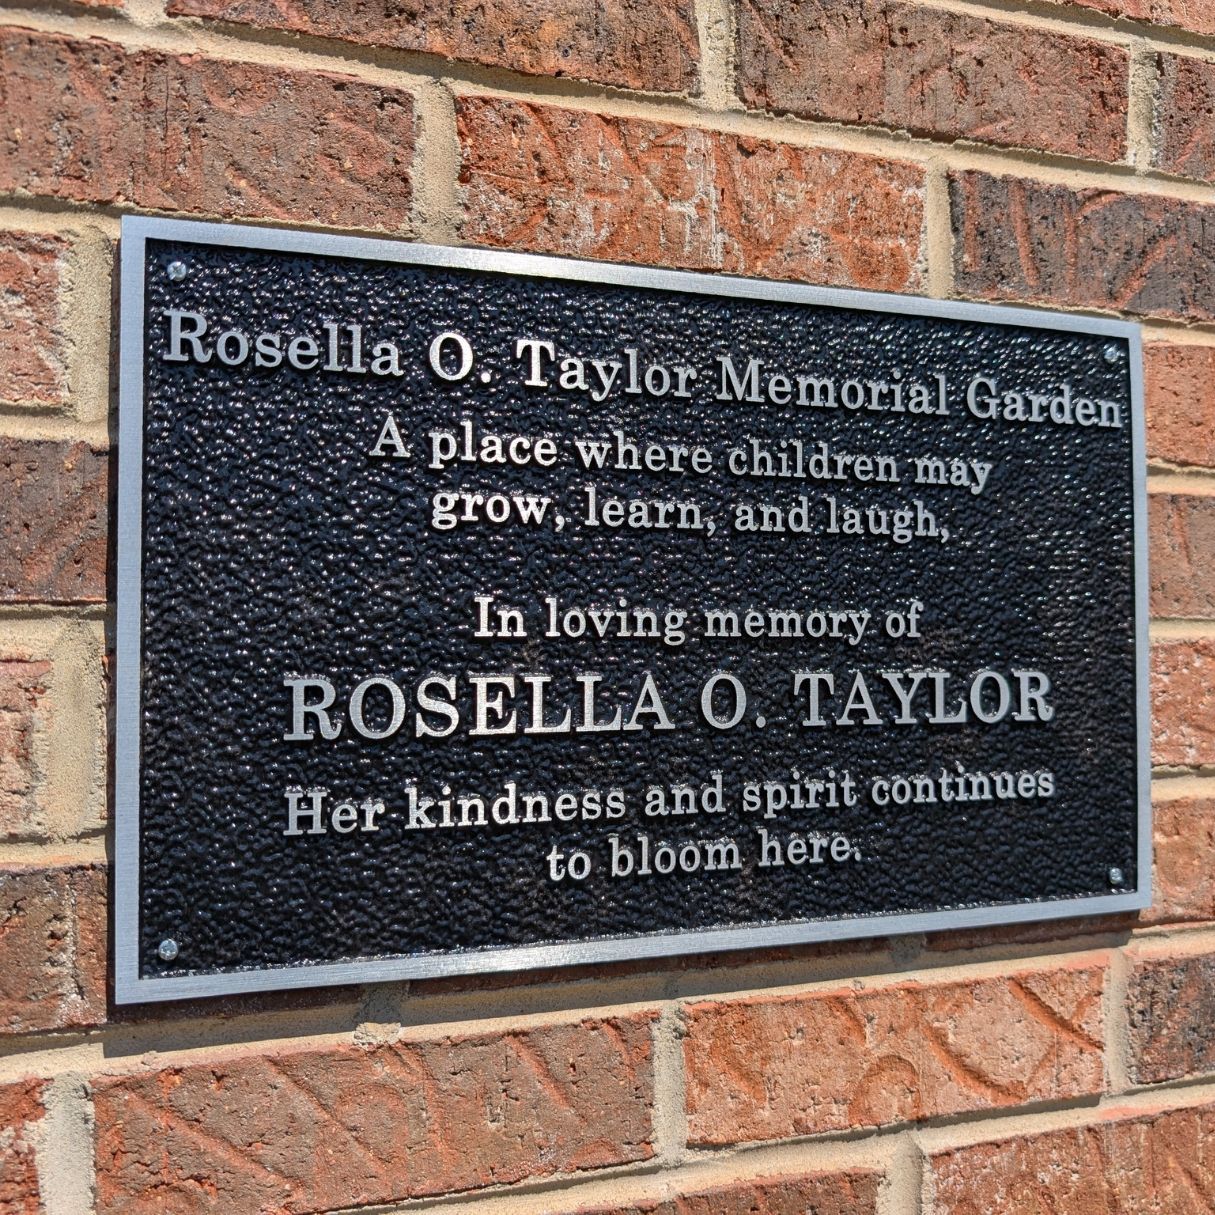 Rosella O. Taylor Memorial Garden
A place where children may
grow, learn, and laugh,
In loving memory of
ROSELLA O. TAYLOR
Her kindness and spirit continues
to bloom here.